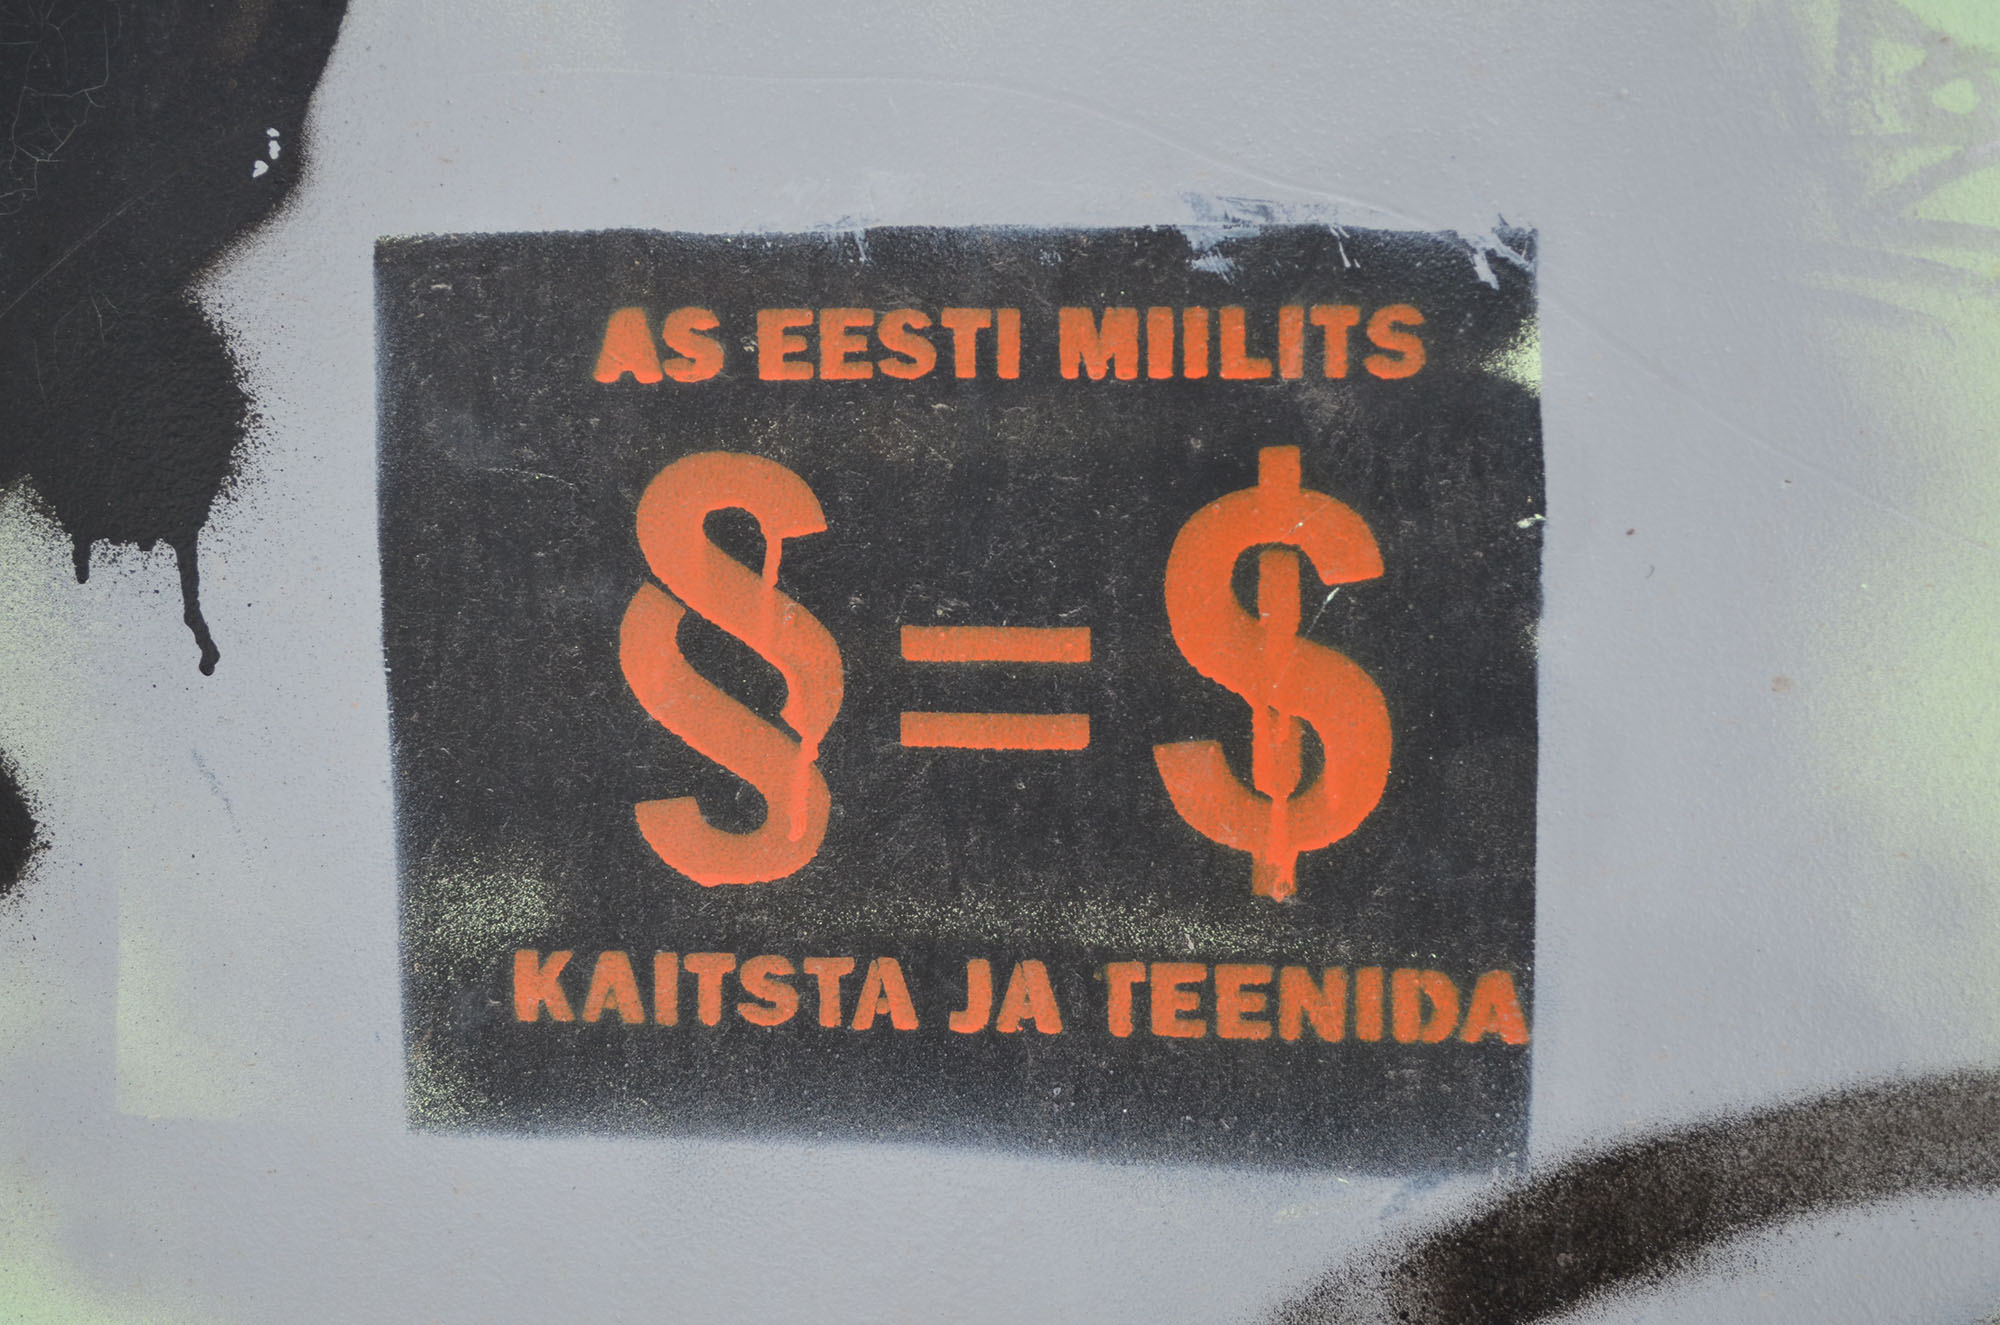 AS EESTI MIILITS
§ = $
KAITSTA JA TEENIDA